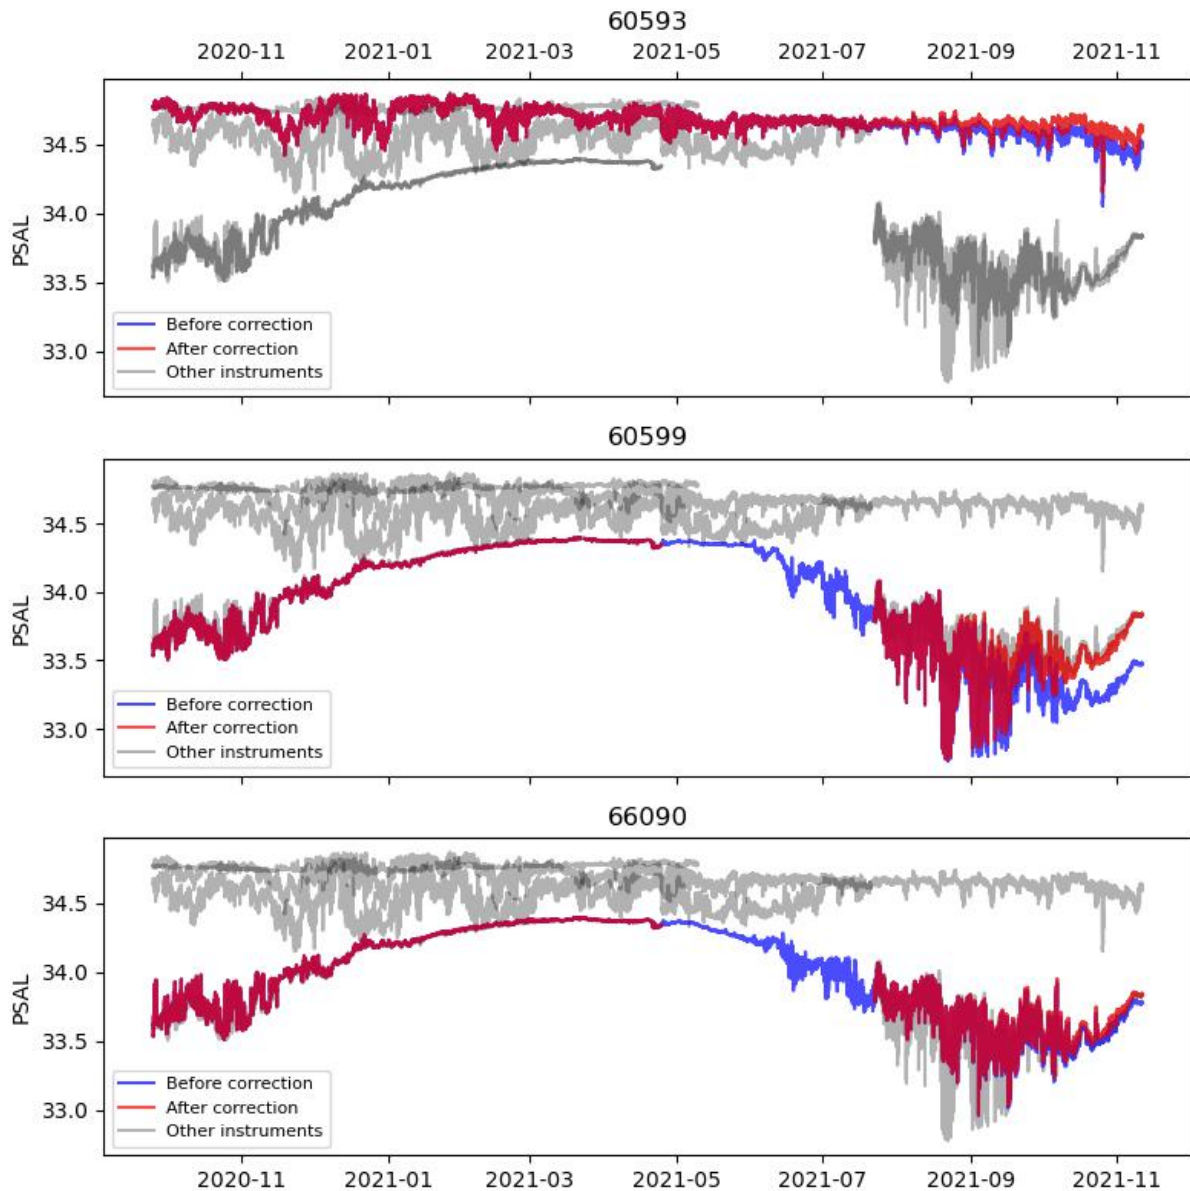 60593
2020-11 2021-01 2021-03 2021-05 2021-07 2021-09 2021-11
34.5
34.0
PSAL
33.5
33.0
Before correction
After correction
Other instruments
60599
34.5
34.0
PSAL
33.5
33.0
Before correction
After correction
Other instruments
66090
34.5
34.0
PSAL
33.5
33.0
Before correction
After correction
Other instruments
2020-11 2021-01 2021-03 2021-05 2021-07 2021-09 2021-11